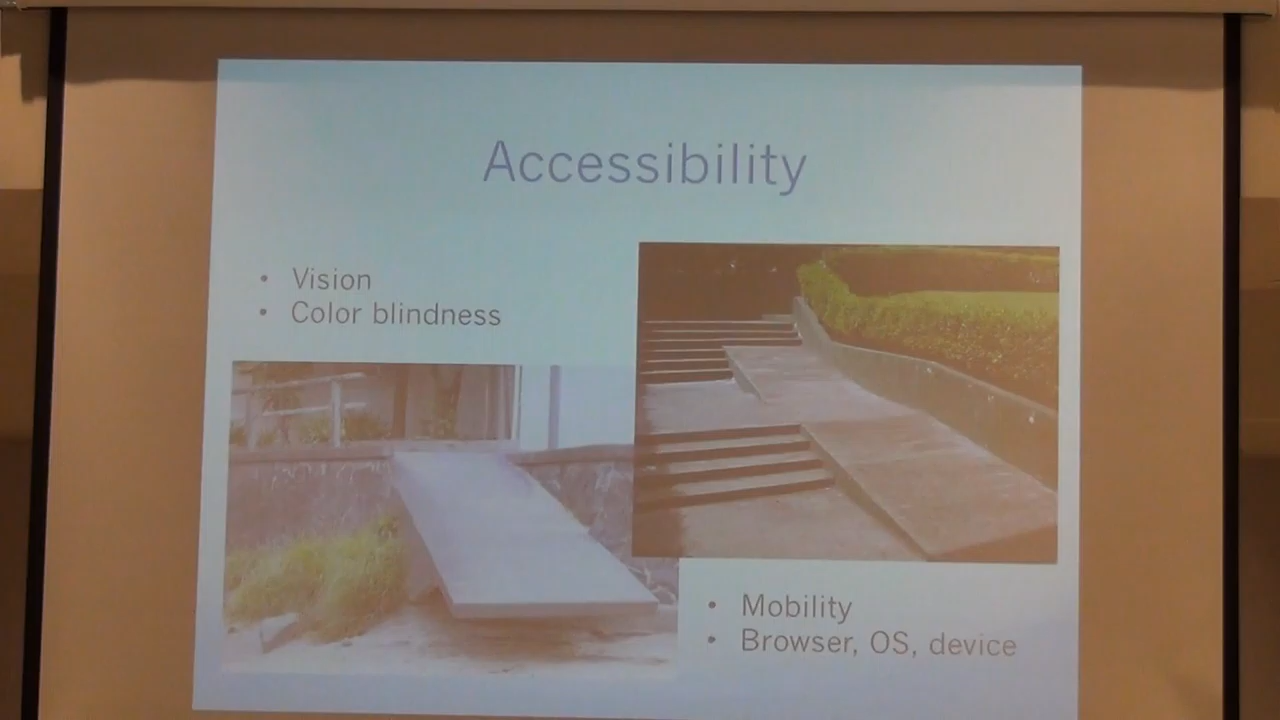 Accessibility
• Vision
• Color blindness
• Mobility
• Browser, OS, device